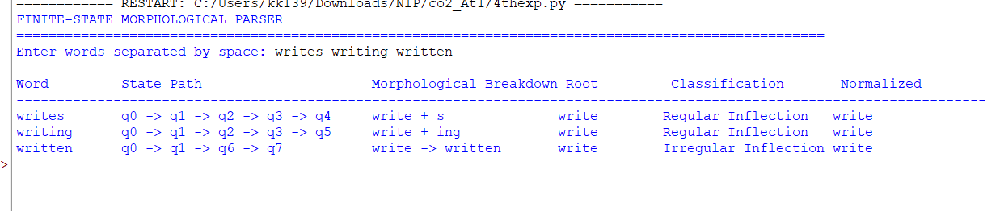 ============ RESTART: C:/Users/kk139/Downloads/NLP/co2_At1/4thexp.py ===========
FINITE-STATE MORPHOLOGICAL PARSER
====================================================================================================
Enter words separated by space: writes writing written
Word         State Path                     Morphological Breakdown Root         Classification       Normalized
------------------------------------------------------------------------------------------------------------------------
writes       q0 -> q1 -> q2 -> q3 -> q4     write + s              write        Regular Inflection   write
writing      q0 -> q1 -> q2 -> q3 -> q5     write + ing            write        Regular Inflection   write
written      q0 -> q1 -> q6 -> q7           write -> written       write        Irregular Inflection write
>